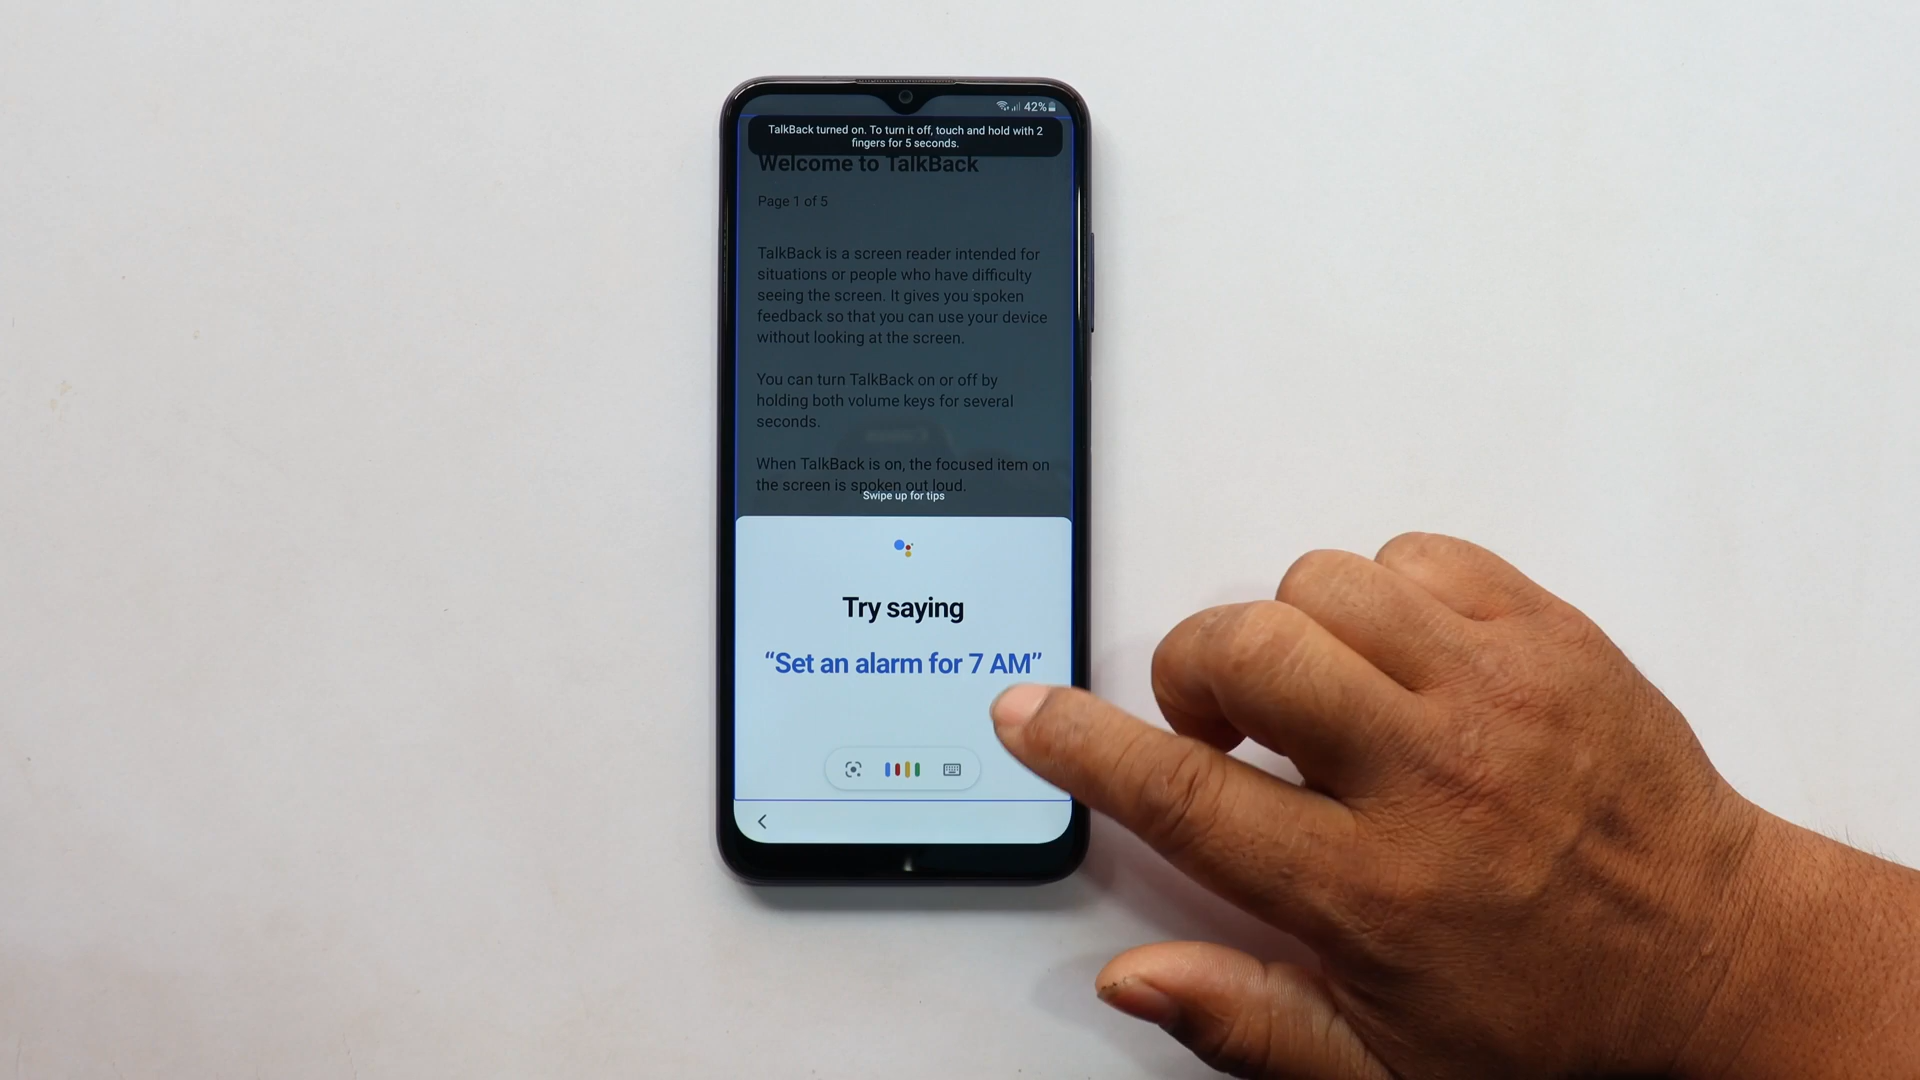 42%
TalkBack turned on. To turn it off, touch and hold with 2
fingers for 5 seconds.
Welcome to TalkBack
Page 1 of 5
TalkBack is a screen reader intended for
situations or people who have difficulty
seeing the screen. It gives you spoken
feedback so that you can use your device
without looking at the screen.
You can turn TalkBack on or off by
holding both volume keys for several
seconds.
When TalkBack is on, the focused item on
the screen is spoken out loud.
Swipe up for tips
Try saying
“Set an alarm for 7 AM”